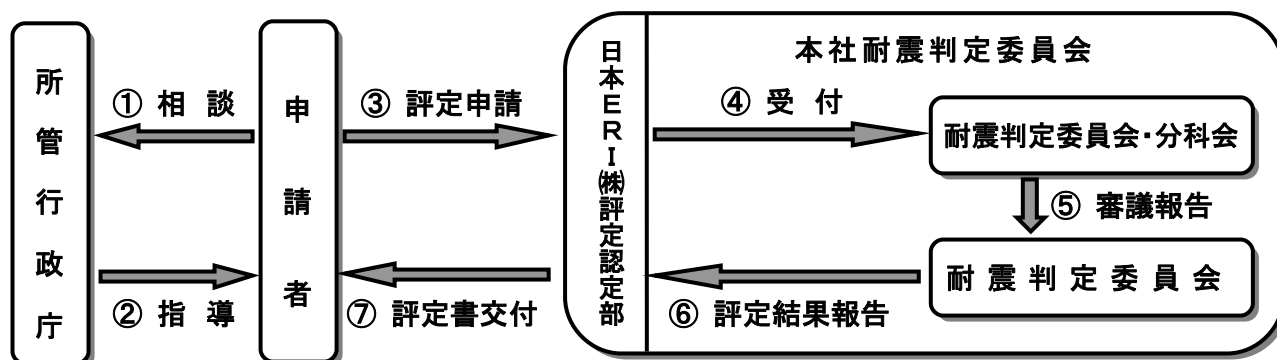 所管行政庁
① 相談
② 指導
申請者
③ 評定申請
⑦ 評定書交付
日本ERI㈱評定認定部
本社耐震判定委員会
④ 受付
耐震判定委員会・分科会
⑤ 審議報告
耐震判定委員会
⑥ 評定結果報告